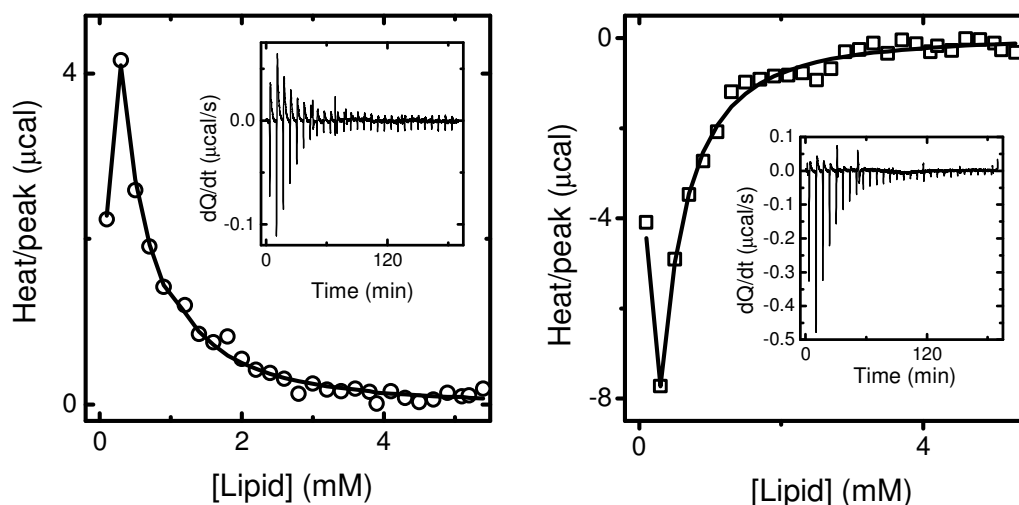 Heat/peak (μcal)
4
0
0
2
4
[Lipid] (mM)
dQ/dt (μcal/s)
0.0
-0.1
0
120
Time (min)
Heat/peak (μcal)
0
-4
-8
0
4
[Lipid] (mM)
dQ/dt (μcal/s)
0.1
0.0
-0.1
-0.2
-0.3
-0.4
-0.5
0
120
Time (min)